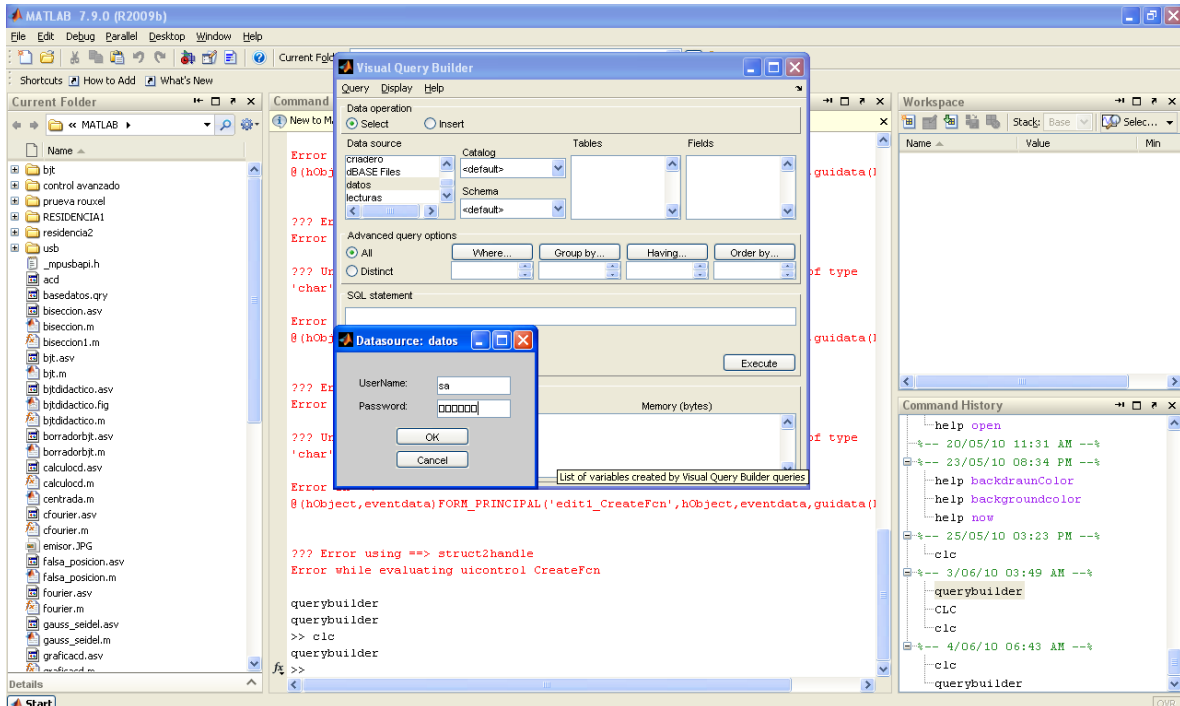 MATLAB 7.9.0 (R2009b)
File Edit Debug Parallel Desktop Window Help
Current Fold
Shortcuts How to Add What's New
Current Folder
« MATLAB
Name
bjt
control avanzado
prueva rouxel
RESIDENCIA1
residencia2
usb
_mpusbapi.h
acd
basedatos.qry
biseccion.asv
biseccion.m
biseccion1.m
bjt.asv
bjt.m
bjtdidactico.asv
bjtdidactico.fig
bjtdidactico.m
borradorbjt.asv
borradorbjt.m
calculocd.asv
calculocd.m
centrada.m
cfourier.asv
cfourier.m
emisor.JPG
falsa_posicion.asv
falsa_posicion.m
fourier.asv
fourier.m
gauss_seidel.asv
gauss_seidel.m
graficacd.asv
graficacd.m
Details
Start
Command
New to M
Error
@(hObj
,guidata(
??? Er
Error
??? Un
of type
'char'
Error
@(hObj
,guidata(
??? Er
Error
??? Un
of type
'char'
Error
@(hObject,eventdata)FORM_PRINCIPAL('edit1_CreateFcn',hObject,eventdata,guidata(
??? Error using ==> struct2handle
Error while evaluating uicontrol CreateFcn
querybuilder
querybuilder
>> clc
querybuilder
fx >>
Visual Query Builder
Query Display Help
Data operation
Select Insert
Data source
Catalog
Tables
Fields
criadero
dBASE Files
datos
lecturas
<default>
Schema
<default>
Advanced query options
All
Distinct
Where... Group by... Having... Order by...
SQL statement
Execute
Memory (bytes)
List of variables created by Visual Query Builder queries
Datasource: datos
UserName: sa
Password:
OK
Cancel
Workspace
Stack: Base Selec...
Name Value Min
Command History
help open
%-- 20/05/10 11:31 AM --%
%-- 23/05/10 08:34 PM --%
help backdraunColor
help backgroundcolor
help now
%-- 25/05/10 03:23 PM --%
clc
%-- 3/06/10 03:49 AM --%
querybuilder
CLC
clc
%-- 4/06/10 06:43 AM --%
clc
querybuilder
OVR